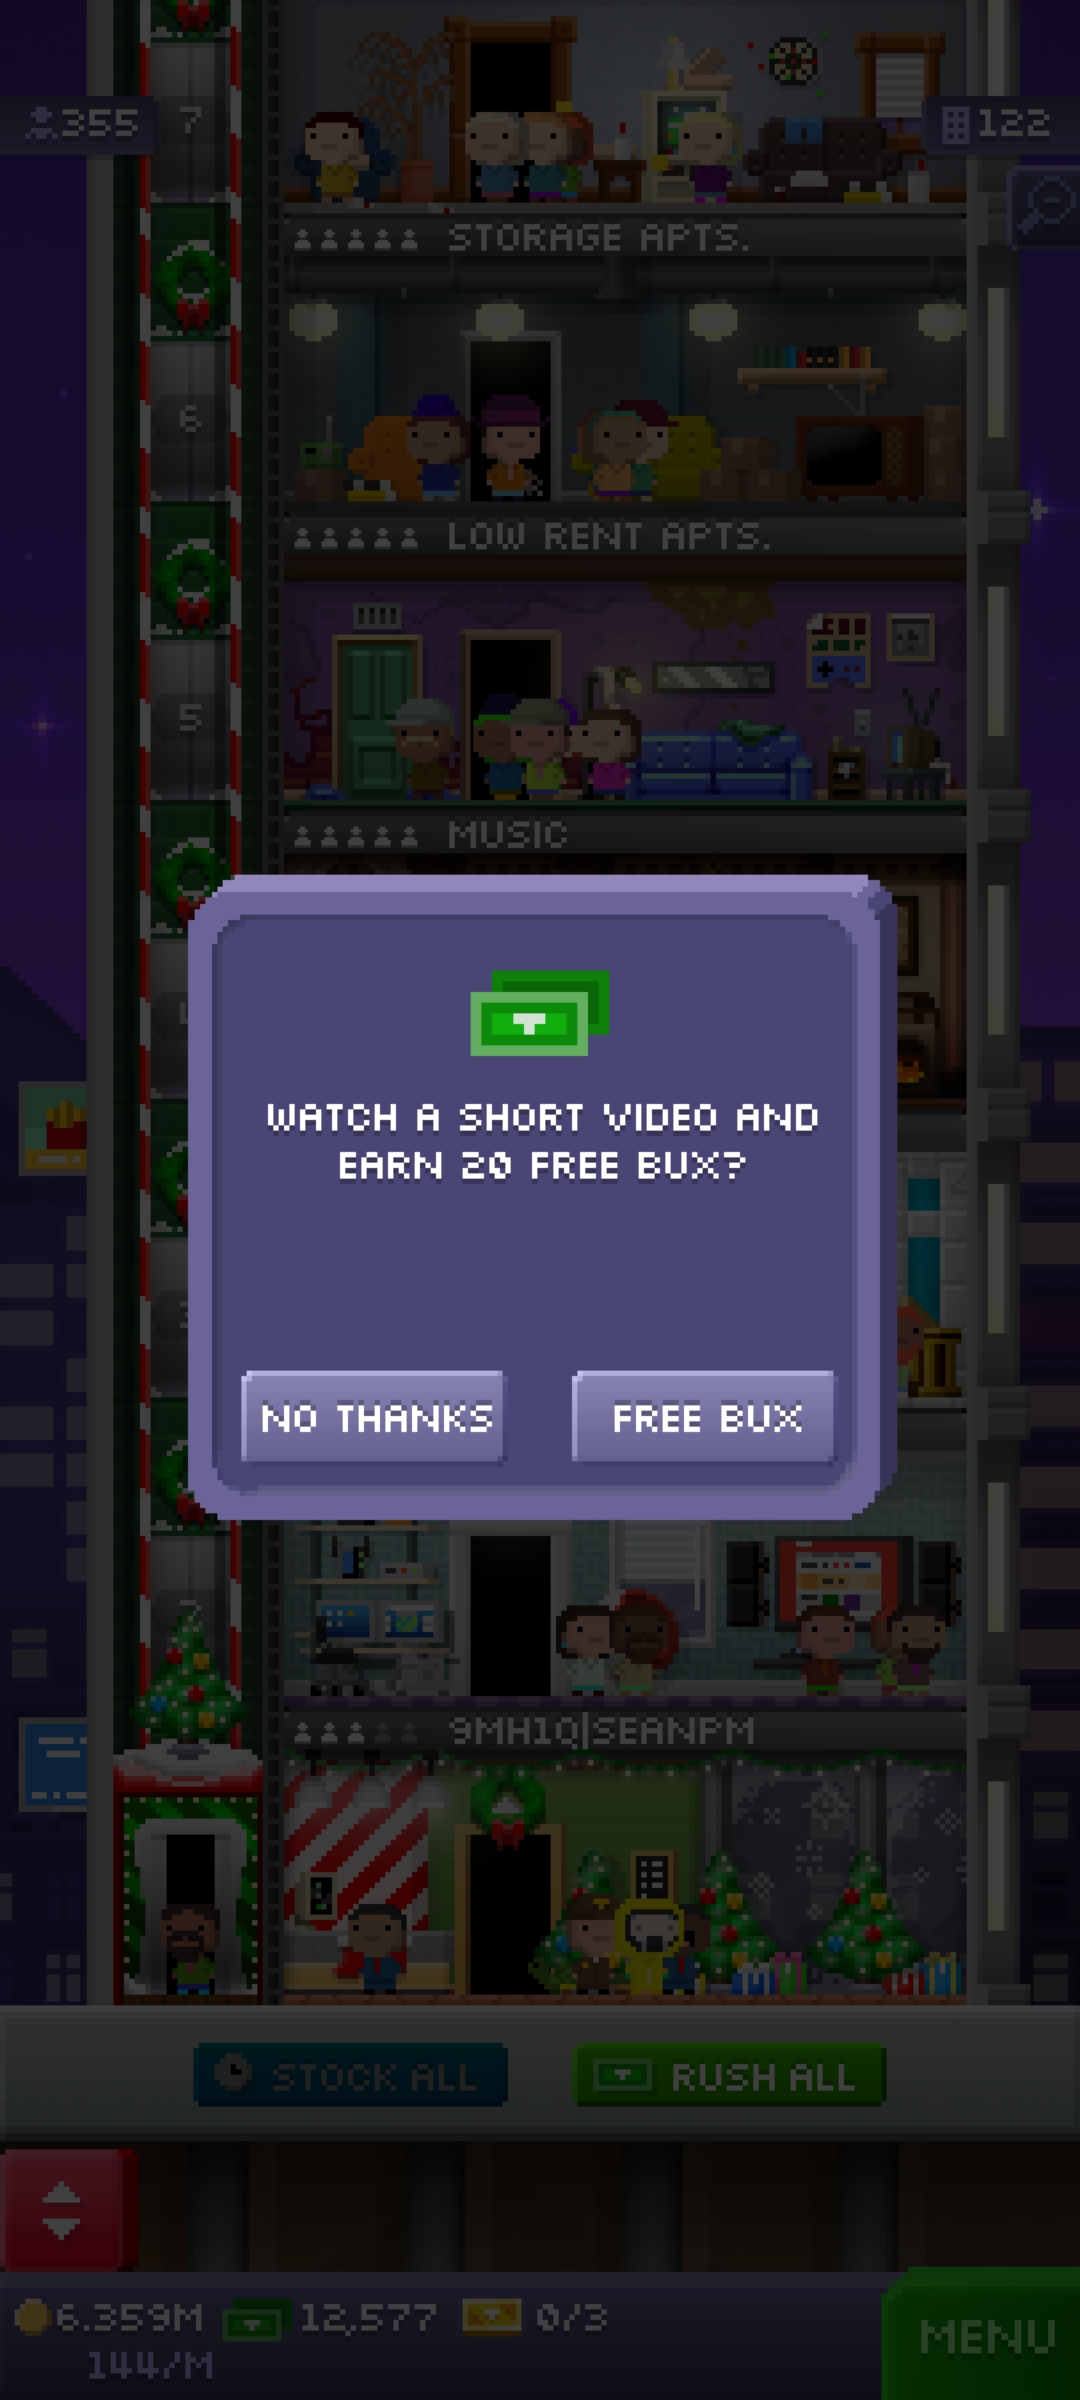 7
355
122
STORAGE APTS.
6
LOW RENT APTS.
5
MUSIC
WATCH A SHORT VIDEO AND
EARN 20 FREE BUX?
NO THANKS
FREE BUX
9MH1Q|SEANPM
STOCK ALL
RUSH ALL
6.359M
12,577
0/3
144/M
MENU